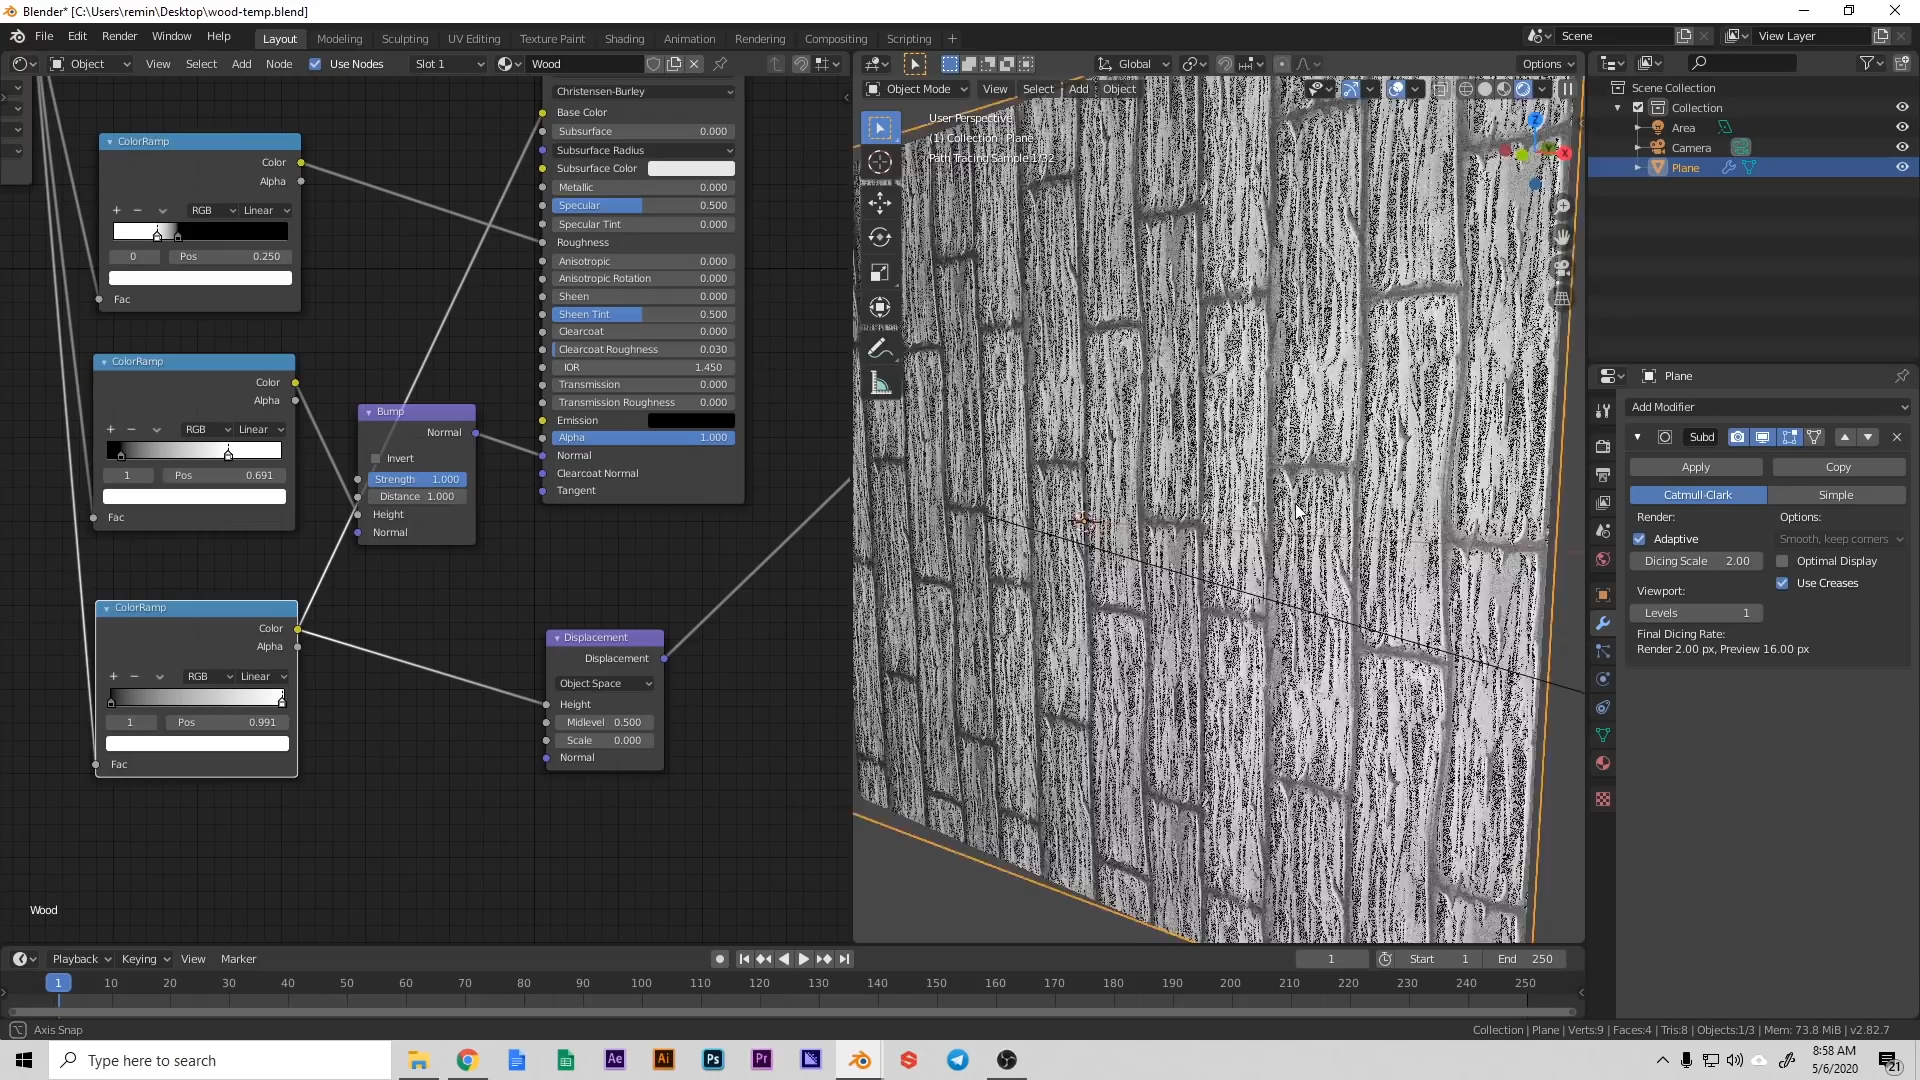 Blender* [C:\Users\remin\Desktop\wood-temp.blend]
File Edit Render Window Help
Layout Modeling Sculpting UV Editing Texture Paint Shading Animation Rendering Compositing Scripting +
Scene
View Layer
Object View Select Add Node Use Nodes Slot 1 Wood
Global
Options
Object Mode View Select Add Object
User Perspective
(1) Collection | Plane
Path Tracing Sample 1/32
Z
Y
X
Scene Collection
Collection
Area
Camera
Plane
ColorRamp
Color
Alpha
RGB Linear
0 Pos 0.250
Fac
ColorRamp
Color
Alpha
RGB Linear
1 Pos 0.691
Fac
ColorRamp
Color
Alpha
RGB Linear
1 Pos 0.991
Fac
Bump
Normal
Invert
Strength 1.000
Distance 1.000
Height
Normal
Christensen-Burley
Base Color
Subsurface 0.000
Subsurface Radius
Subsurface Color
Metallic 0.000
Specular 0.500
Specular Tint 0.000
Roughness
Anisotropic 0.000
Anisotropic Rotation 0.000
Sheen 0.000
Sheen Tint 0.500
Clearcoat 0.000
Clearcoat Roughness 0.030
IOR 1.450
Transmission 0.000
Transmission Roughness 0.000
Emission
Alpha 1.000
Normal
Clearcoat Normal
Tangent
Displacement
Displacement
Object Space
Height
Midlevel 0.500
Scale 0.000
Normal
Wood
Plane
Add Modifier
Subd
Apply Copy
Catmull-Clark Simple
Render: Options:
Adaptive Smooth, keep corners
Dicing Scale 2.00 Optimal Display
Viewport: Use Creases
Levels 1
Final Dicing Rate:
Render 2.00 px, Preview 16.00 px
Playback Keying View Marker
1 Start 1 End 250
1 10 20 30 40 50 60 70 80 90 100 110 120 130 140 150 160 170 180 190 200 210 220 230 240 250
Axis Snap
Collection | Plane | Verts:9 | Faces:4 | Tris:8 | Objects:1/3 | Mem: 73.8 MiB | v2.82.7
Type here to search
Ae Ai Ps Pr
8:58 AM
5/6/2020
21